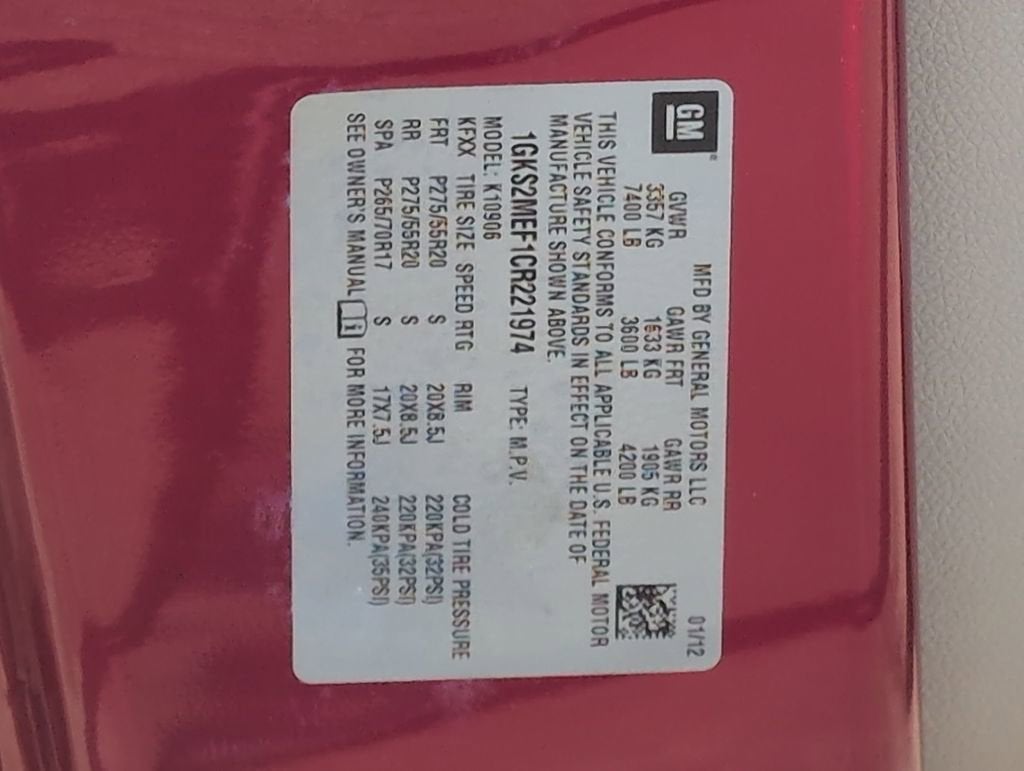 GM®
MFD BY GENERAL MOTORS LLC 01/12
GVWR GAWR FRT GAWR RR
3357 KG 1633 KG 1905 KG
7400 LB 3600 LB 4200 LB
THIS VEHICLE CONFORMS TO ALL APPLICABLE U.S. FEDERAL MOTOR
VEHICLE SAFETY STANDARDS IN EFFECT ON THE DATE OF
MANUFACTURE SHOWN ABOVE.
1GKS2MEF1CR221974 TYPE: M.P.V.
MODEL: K10906
KFXX TIRE SIZE SPEED RTG RIM COLD TIRE PRESSURE
FRT P275/55R20 S 20X8.5J 220KPA(32PSI)
RR P275/55R20 S 20X8.5J 220KPA(32PSI)
SPA P265/70R17 S 17X7.5J 240KPA(35PSI)
SEE OWNER'S MANUAL i FOR MORE INFORMATION.